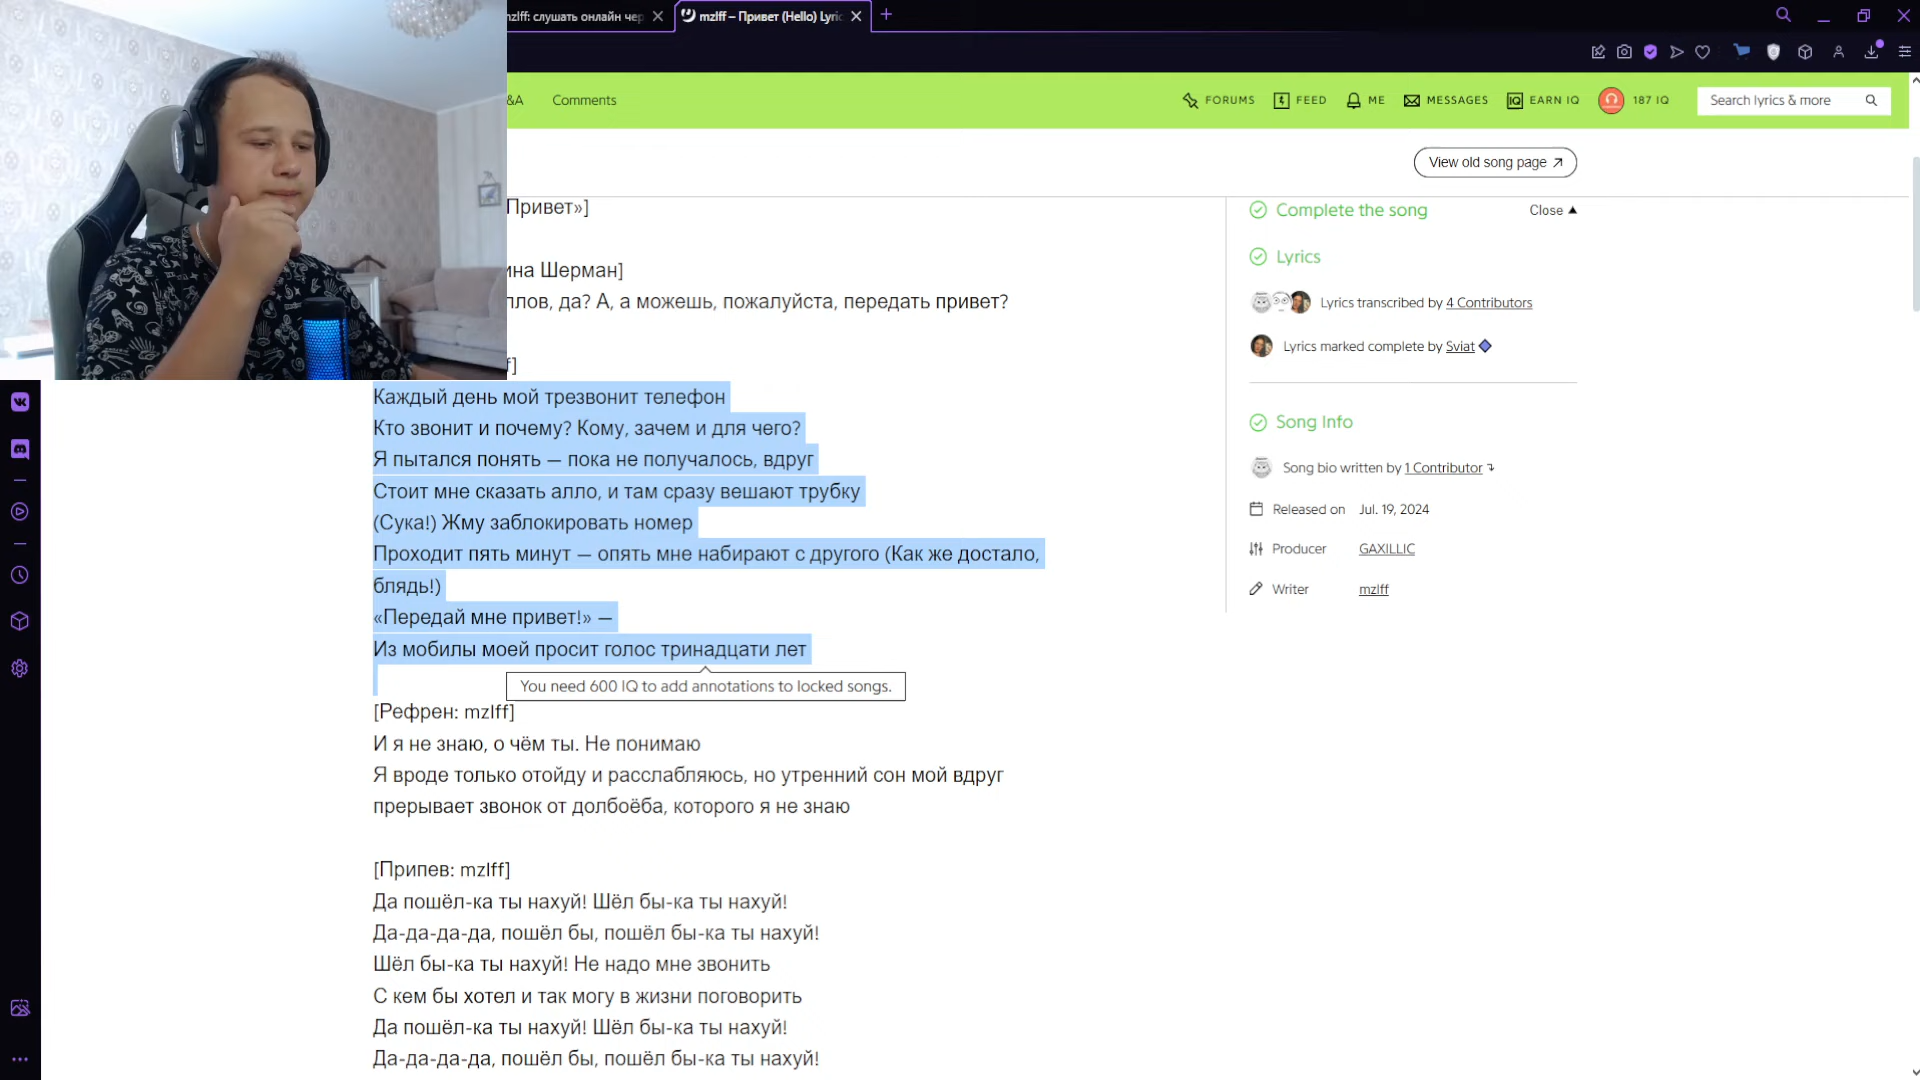 mzlff: слушать онлайн чер
mzlff – Привет (Hello) Lyric
&A
Comments
FORUMS
FEED
ME
MESSAGES
EARN IQ
187 IQ
Search lyrics & more
View old song page
Привет»]
ина Шерман]
ллов, да? А, а можешь, пожалуйста, передать привет?
f]
Каждый день мой трезвонит телефон
Кто звонит и почему? Кому, зачем и для чего?
Я пытался понять — пока не получалось, вдруг
Стоит мне сказать алло, и там сразу вешают трубку
(Сука!) Жму заблокировать номер
Проходит пять минут — опять мне набирают с другого (Как же достало,
блядь!)
«Передай мне привет!» —
Из мобилы моей просит голос тринадцати лет
You need 600 IQ to add annotations to locked songs.
[Рефрен: mzlff]
И я не знаю, о чём ты. Не понимаю
Я вроде только отойду и расслабляюсь, но утренний сон мой вдруг
прерывает звонок от долбоёба, которого я не знаю
[Припев: mzlff]
Да пошёл-ка ты нахуй! Шёл бы-ка ты нахуй!
Да-да-да-да, пошёл бы, пошёл бы-ка ты нахуй!
Шёл бы-ка ты нахуй! Не надо мне звонить
С кем бы хотел и так могу в жизни поговорить
Да пошёл-ка ты нахуй! Шёл бы-ка ты нахуй!
Да-да-да-да, пошёл бы, пошёл бы-ка ты нахуй!
Complete the song
Close
Lyrics
Lyrics transcribed by 4 Contributors
Lyrics marked complete by Sviat
Song Info
Song bio written by 1 Contributor
Released on Jul. 19, 2024
Producer GAXILLIC
Writer mzlff